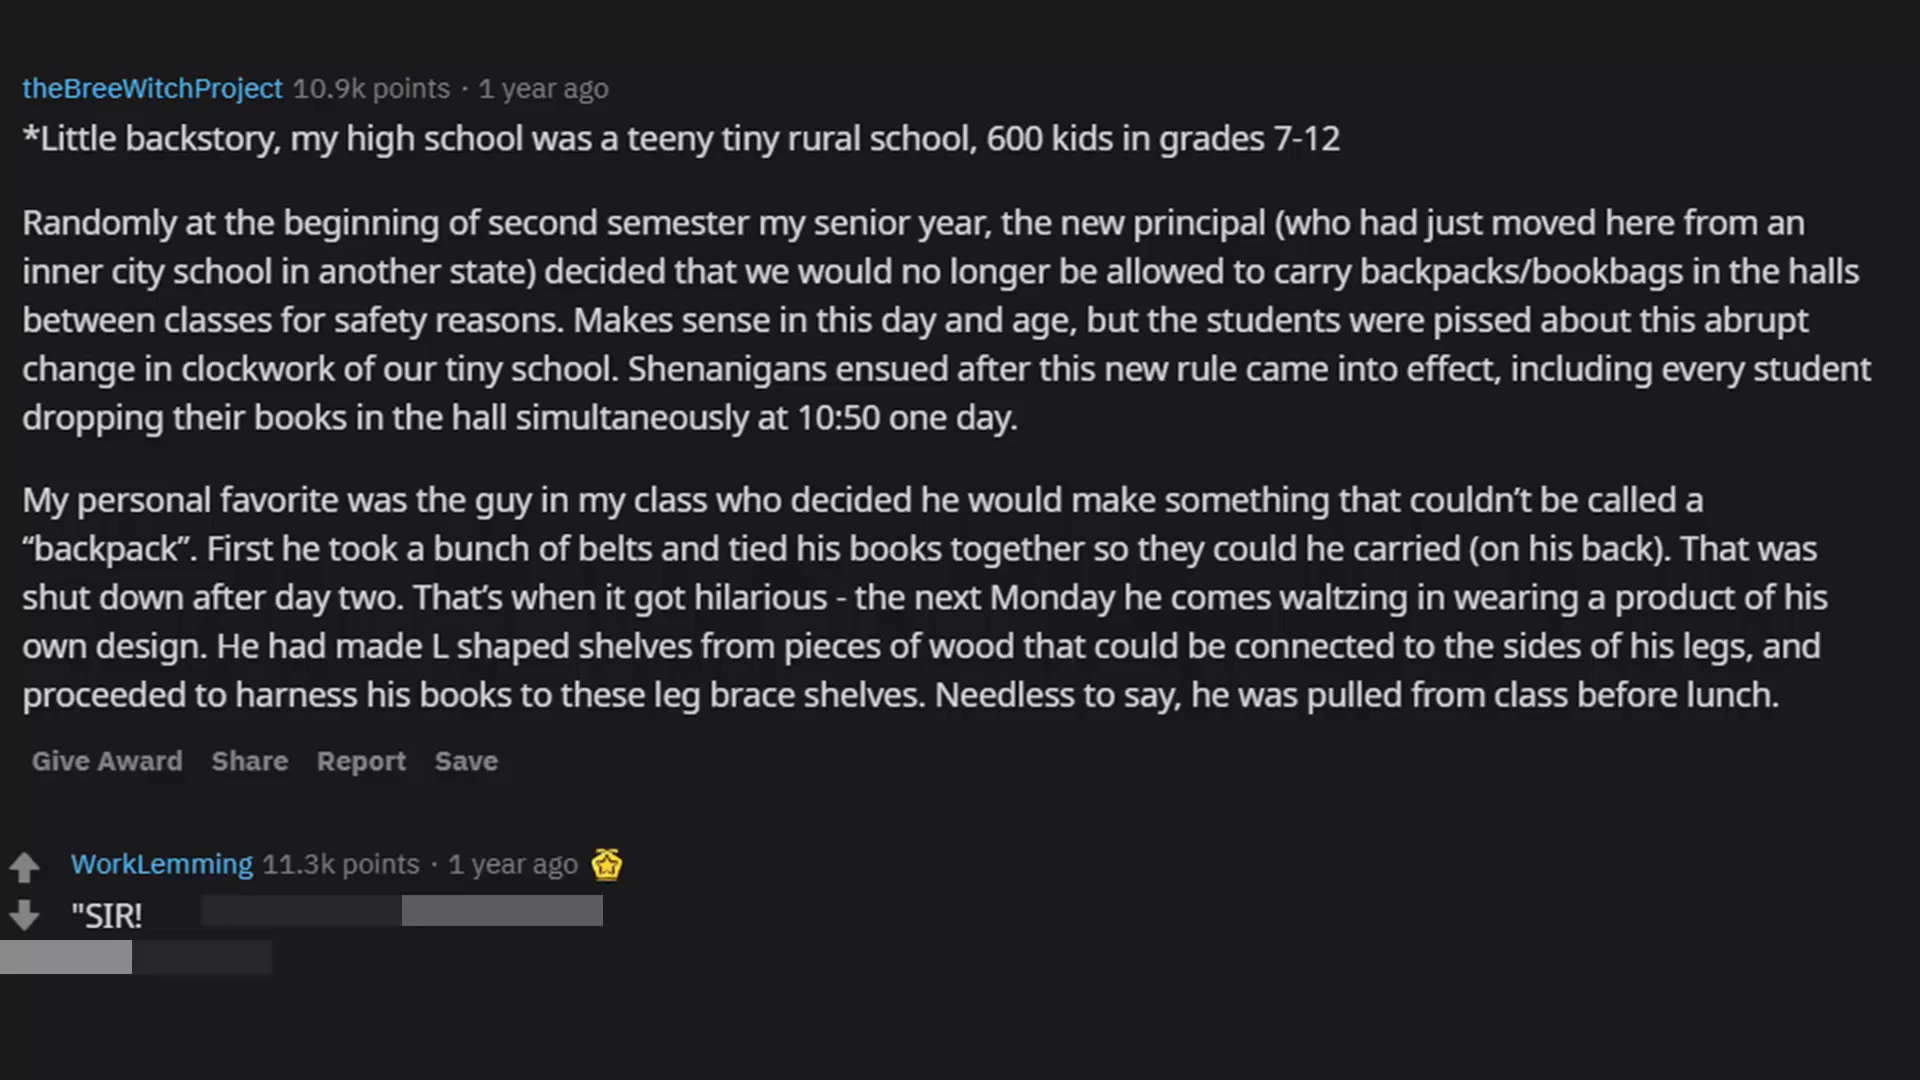 theBreeWitchProject 10.9k points · 1 year ago
*Little backstory, my high school was a teeny tiny rural school, 600 kids in grades 7-12
Randomly at the beginning of second semester my senior year, the new principal (who had just moved here from an
inner city school in another state) decided that we would no longer be allowed to carry backpacks/bookbags in the halls
between classes for safety reasons. Makes sense in this day and age, but the students were pissed about this abrupt
change in clockwork of our tiny school. Shenanigans ensued after this new rule came into effect, including every student
dropping their books in the hall simultaneously at 10:50 one day.
My personal favorite was the guy in my class who decided he would make something that couldn’t be called a
“backpack”. First he took a bunch of belts and tied his books together so they could he carried (on his back). That was
shut down after day two. That’s when it got hilarious - the next Monday he comes waltzing in wearing a product of his
own design. He had made L shaped shelves from pieces of wood that could be connected to the sides of his legs, and
proceeded to harness his books to these leg brace shelves. Needless to say, he was pulled from class before lunch.
Give Award Share Report Save
WorkLemming 11.3k points · 1 year ago
"SIR!